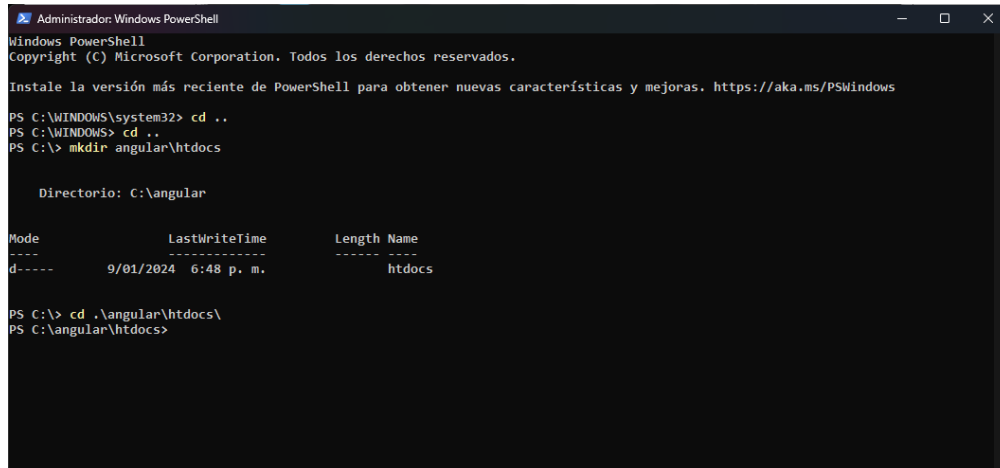 Administrador: Windows PowerShell
Windows PowerShell
Copyright (C) Microsoft Corporation. Todos los derechos reservados.
Instale la versión más reciente de PowerShell para obtener nuevas características y mejoras. https://aka.ms/PSWindows
PS C:\WINDOWS\system32> cd ..
PS C:\WINDOWS> cd ..
PS C:\> mkdir angular\htdocs
Directorio: C:\angular
Mode                LastWriteTime         Length Name
----                -------------         ------ ----
d-----        9/01/2024  6:48 p. m.                htdocs
PS C:\> cd .\angular\htdocs\
PS C:\angular\htdocs>